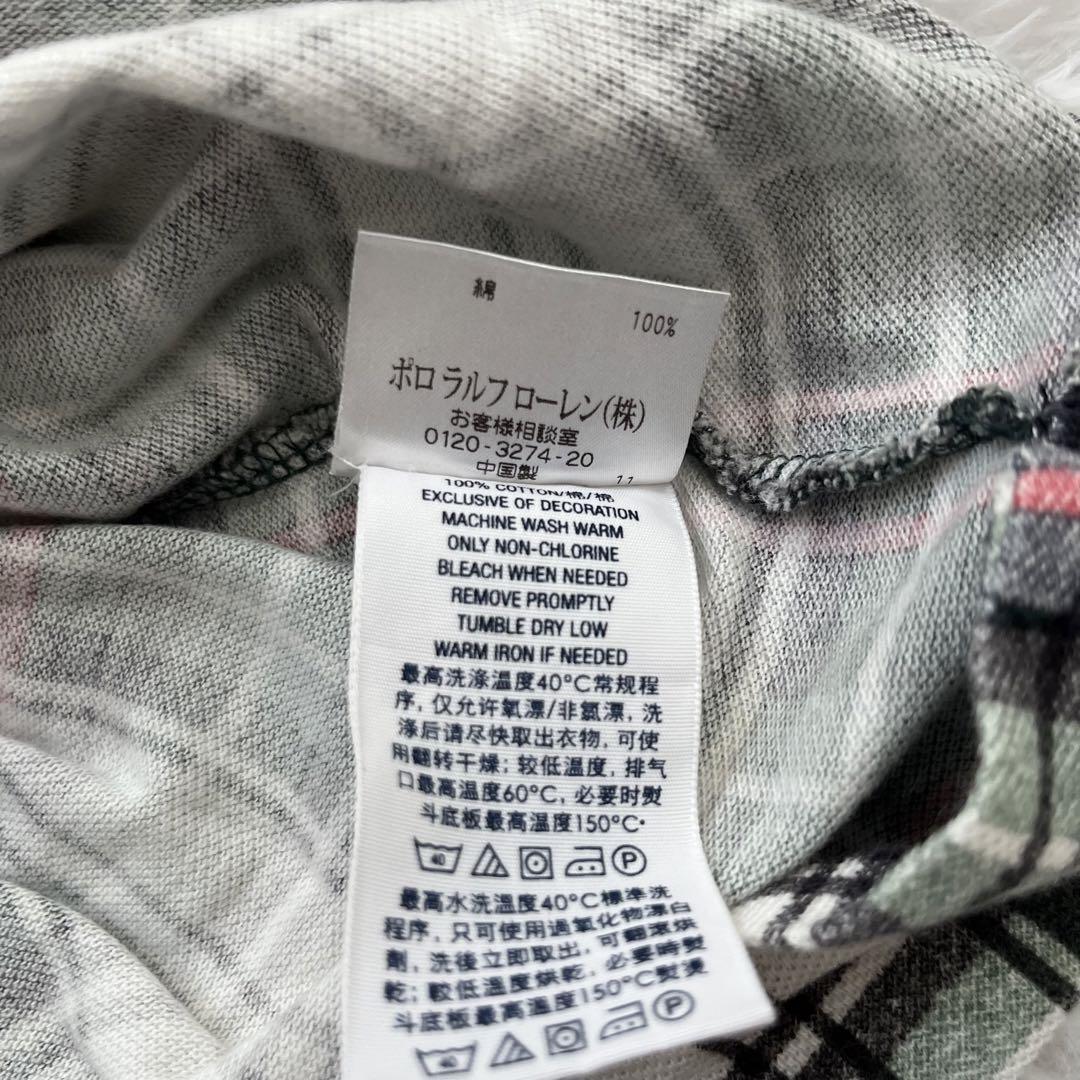 綿
100%
ポロ ラルフ ローレン(株)
お客様相談室
0120-3274-20
中国製 11
100% COTTON/棉/棉
EXCLUSIVE OF DECORATION
MACHINE WASH WARM
ONLY NON-CHLORINE
BLEACH WHEN NEEDED
REMOVE PROMPTLY
TUMBLE DRY LOW
WARM IRON IF NEEDED
最高洗涤温度40°C常规程
序, 仅允许氧漂/非氯漂, 洗
涤后请尽快取出衣物, 可使
用翻转干燥; 较低温度, 排气
口最高温度60°C, 必要时熨
斗底板最高温度150°C·
40 P
最高水洗溫度40°C標準洗
程序, 只可使用過氧化物漂白
劑, 洗後立即取出, 可翻滾烘
乾; 較低溫度烘乾, 必要時熨燙
斗底板最高溫度150°C熨燙
40 P